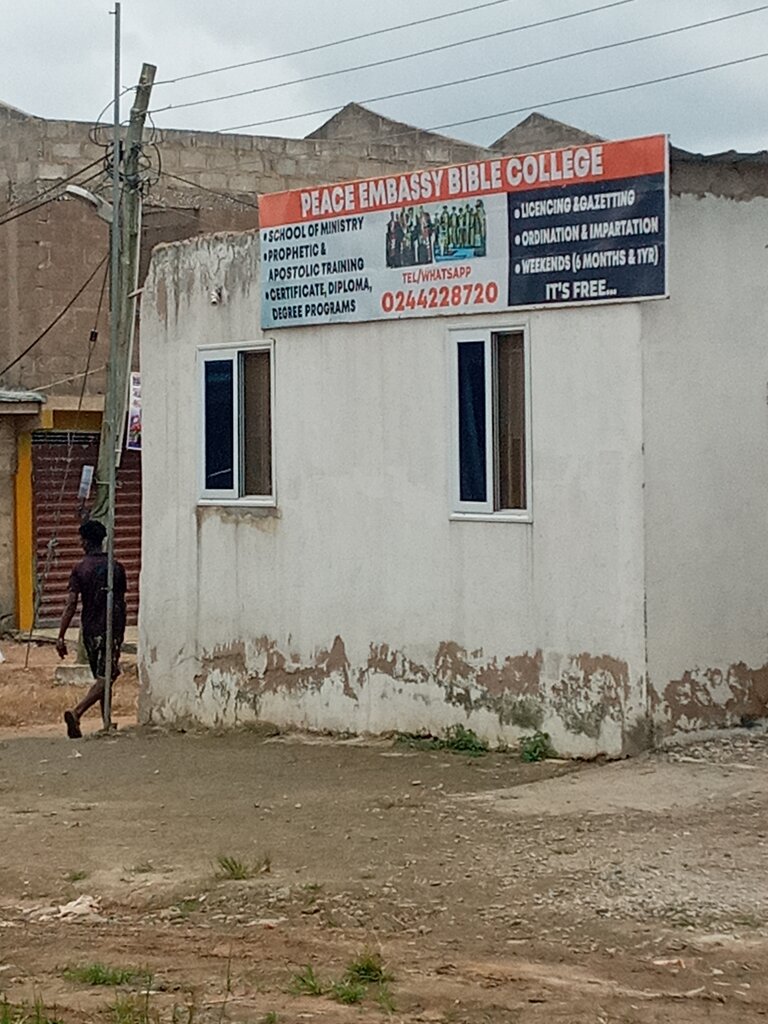 PEACE EMBASSY BIBLE COLLEGE
• SCHOOL OF MINISTRY
• PROPHETIC &
APOSTOLIC TRAINING
• CERTIFICATE, DIPLOMA,
DEGREE PROGRAMS
TEL/WHATSAPP
0244228720
• LICENCING &GAZETTING
• ORDINATION & IMPARTATION
• WEEKENDS (6 MONTHS & 1YR)
IT'S FREE...